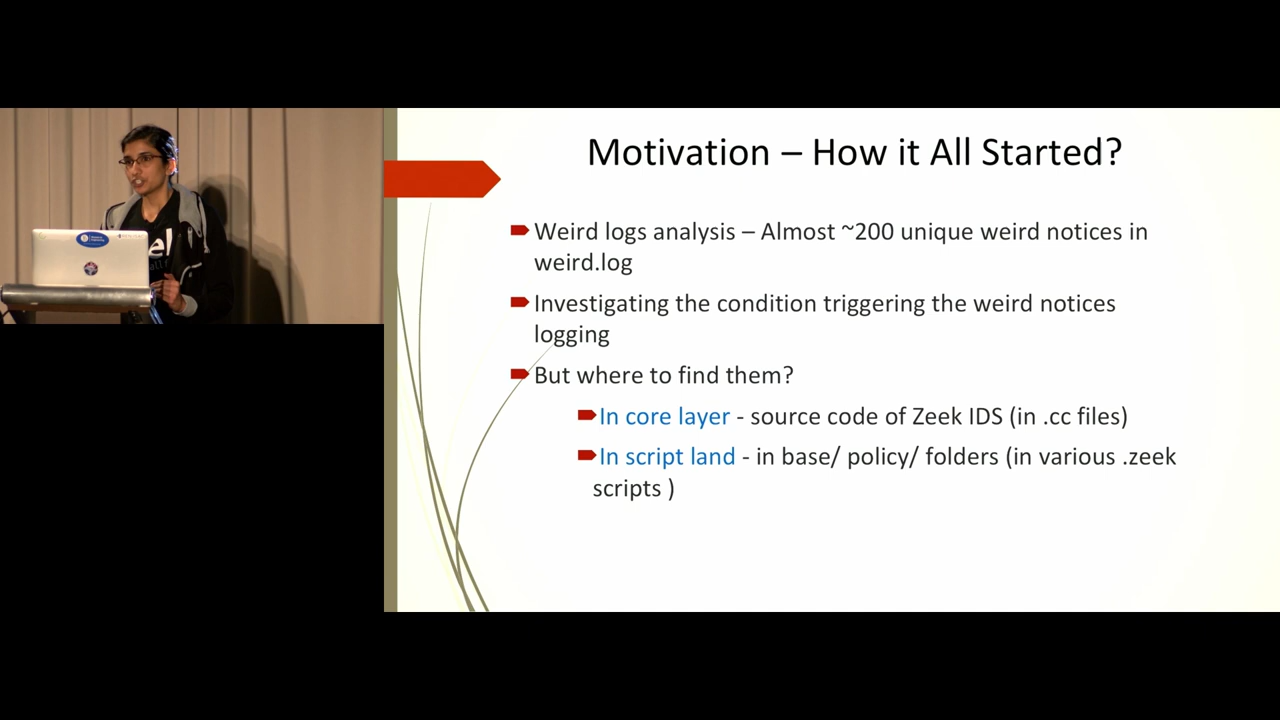 Motivation – How it All Started?
Weird logs analysis – Almost ~200 unique weird notices in
weird.log
Investigating the condition triggering the weird notices
logging
But where to find them?
In core layer - source code of Zeek IDS (in .cc files)
In script land - in base/ policy/ folders (in various .zeek
scripts )